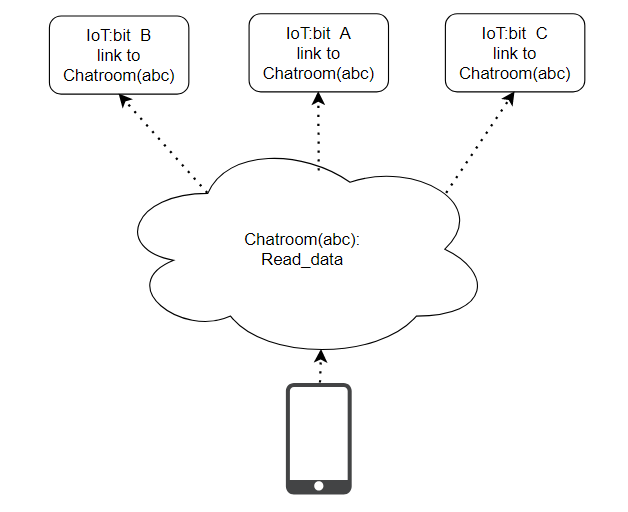 IoT:bit B
link to
Chatroom(abc)
IoT:bit A
link to
Chatroom(abc)
IoT:bit C
link to
Chatroom(abc)
Chatroom(abc):
Read_data